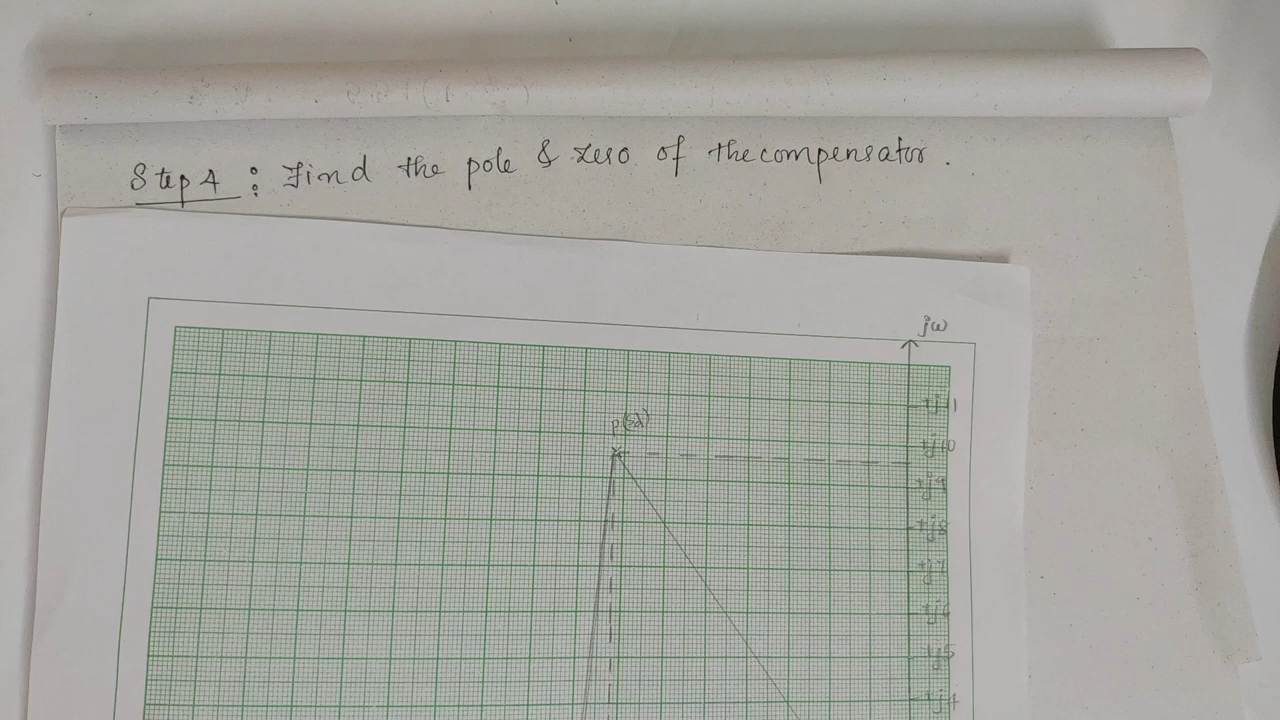 Step 4 : Find the pole & zero of the compensator.
jω
+j11
P(sd)
+j10
+j9
+j8
+j7
+j6
+j5
+j4